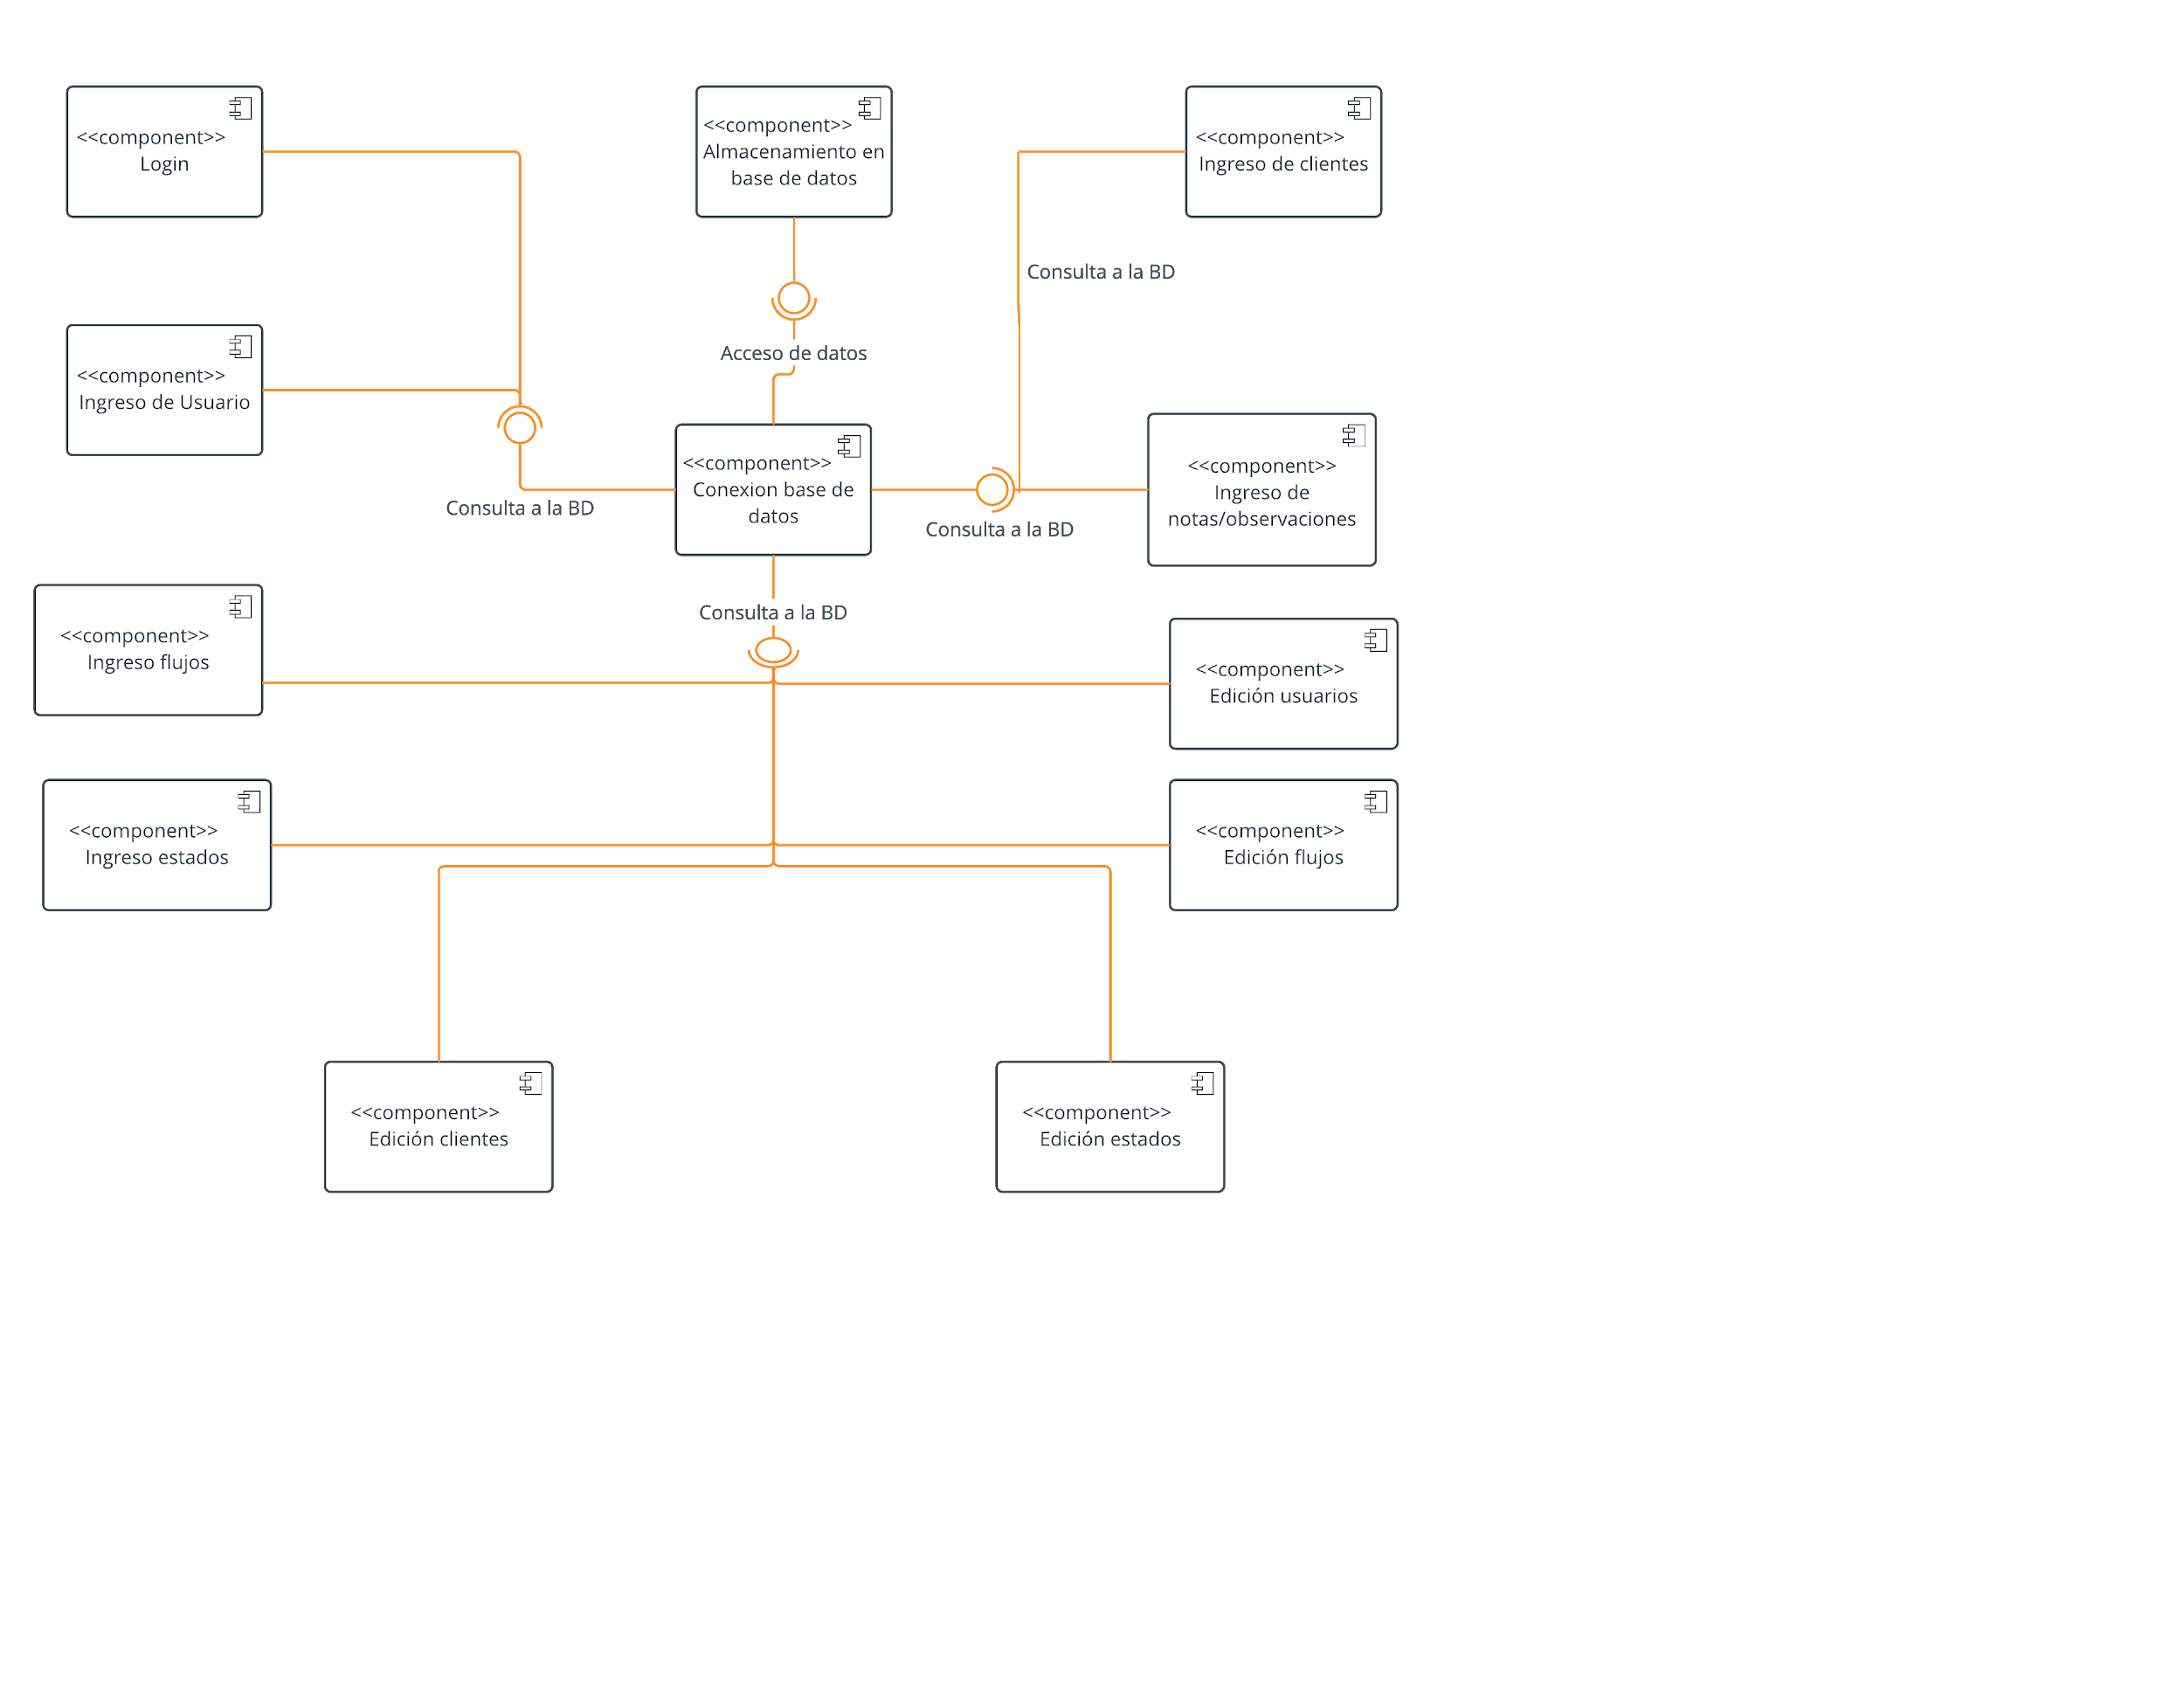 <<component>>
Login
<<component>>
Almacenamiento en
base de datos
<<component>>
Ingreso de clientes
Consulta a la BD
<<component>>
Ingreso de Usuario
Acceso de datos
<<component>>
Conexion base de
datos
<<component>>
Ingreso de
notas/observaciones
Consulta a la BD
Consulta a la BD
Consulta a la BD
<<component>>
Ingreso flujos
<<component>>
Edición usuarios
<<component>>
Ingreso estados
<<component>>
Edición flujos
<<component>>
Edición clientes
<<component>>
Edición estados